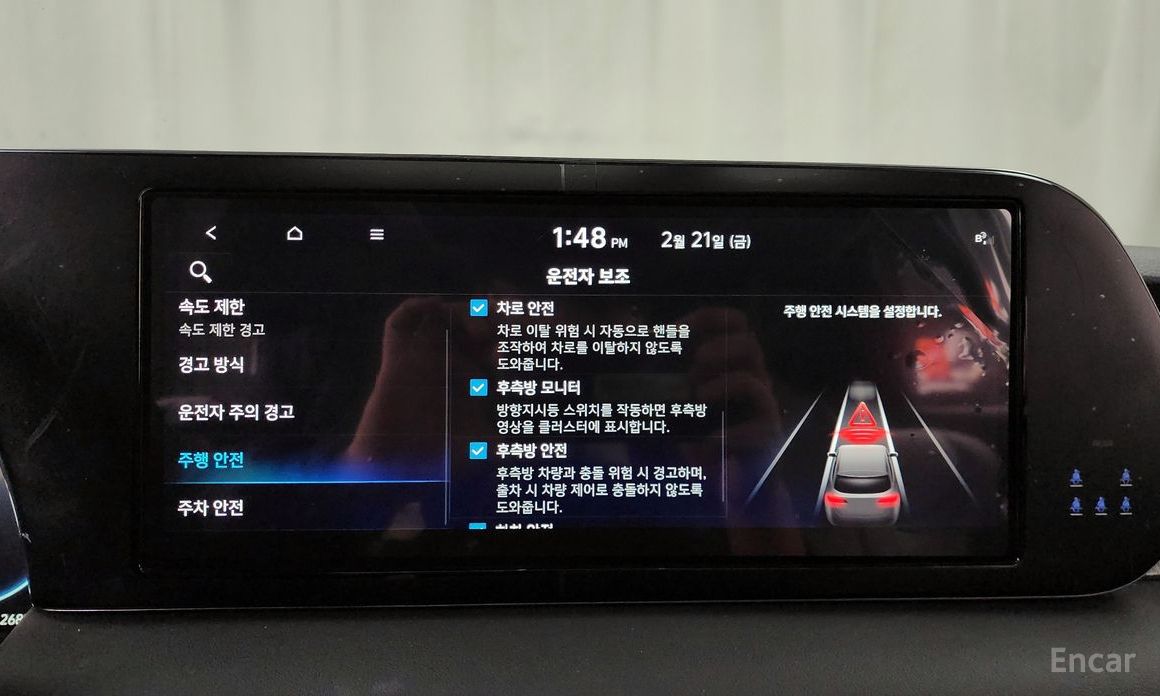 1:48 PM 2월 21일 (금)
운전자 보조
속도 제한
속도 제한 경고
경고 방식
운전자 주의 경고
주행 안전
주차 안전
차로 안전
차로 이탈 위험 시 자동으로 핸들을
조작하여 차로를 이탈하지 않도록
도와줍니다.
후측방 모니터
방향지시등 스위치를 작동하면 후측방
영상을 클러스터에 표시합니다.
후측방 안전
후측방 차량과 충돌 위험 시 경고하며,
출차 시 차량 제어로 충돌하지 않도록
도와줍니다.
주행 안전 시스템을 설정합니다.
268
Encar